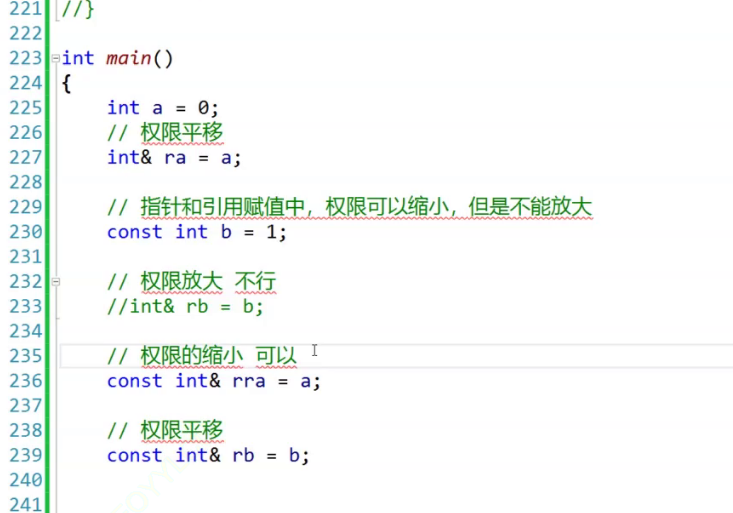 221 //}
222
223 int main()
224 {
225 int a = 0;
226 // 权限平移
227 int& ra = a;
228
229 // 指针和引用赋值中，权限可以缩小，但是不能放大
230 const int b = 1;
231
232 // 权限放大 不行
233 //int& rb = b;
234
235 // 权限的缩小 可以
236 const int& rra = a;
237
238 // 权限平移
239 const int& rb = b;
240
241